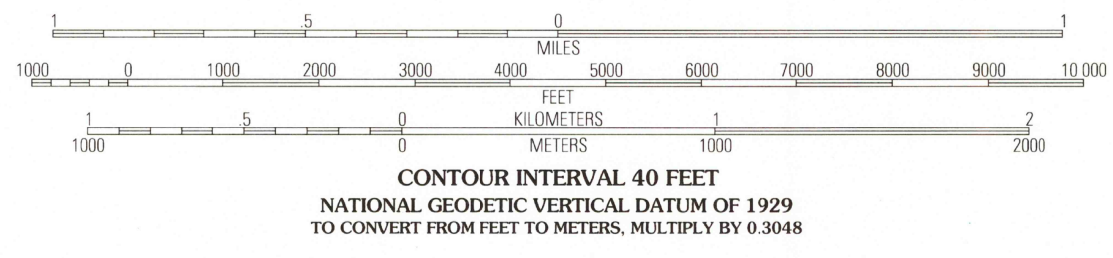 1 .5 0 1
MILES
1000 0 1000 2000 3000 4000 5000 6000 7000 8000 9000 10 000
FEET
1 .5 0 KILOMETERS 1 2
1000 0 METERS 1000 2000
CONTOUR INTERVAL 40 FEET
NATIONAL GEODETIC VERTICAL DATUM OF 1929
TO CONVERT FROM FEET TO METERS, MULTIPLY BY 0.3048